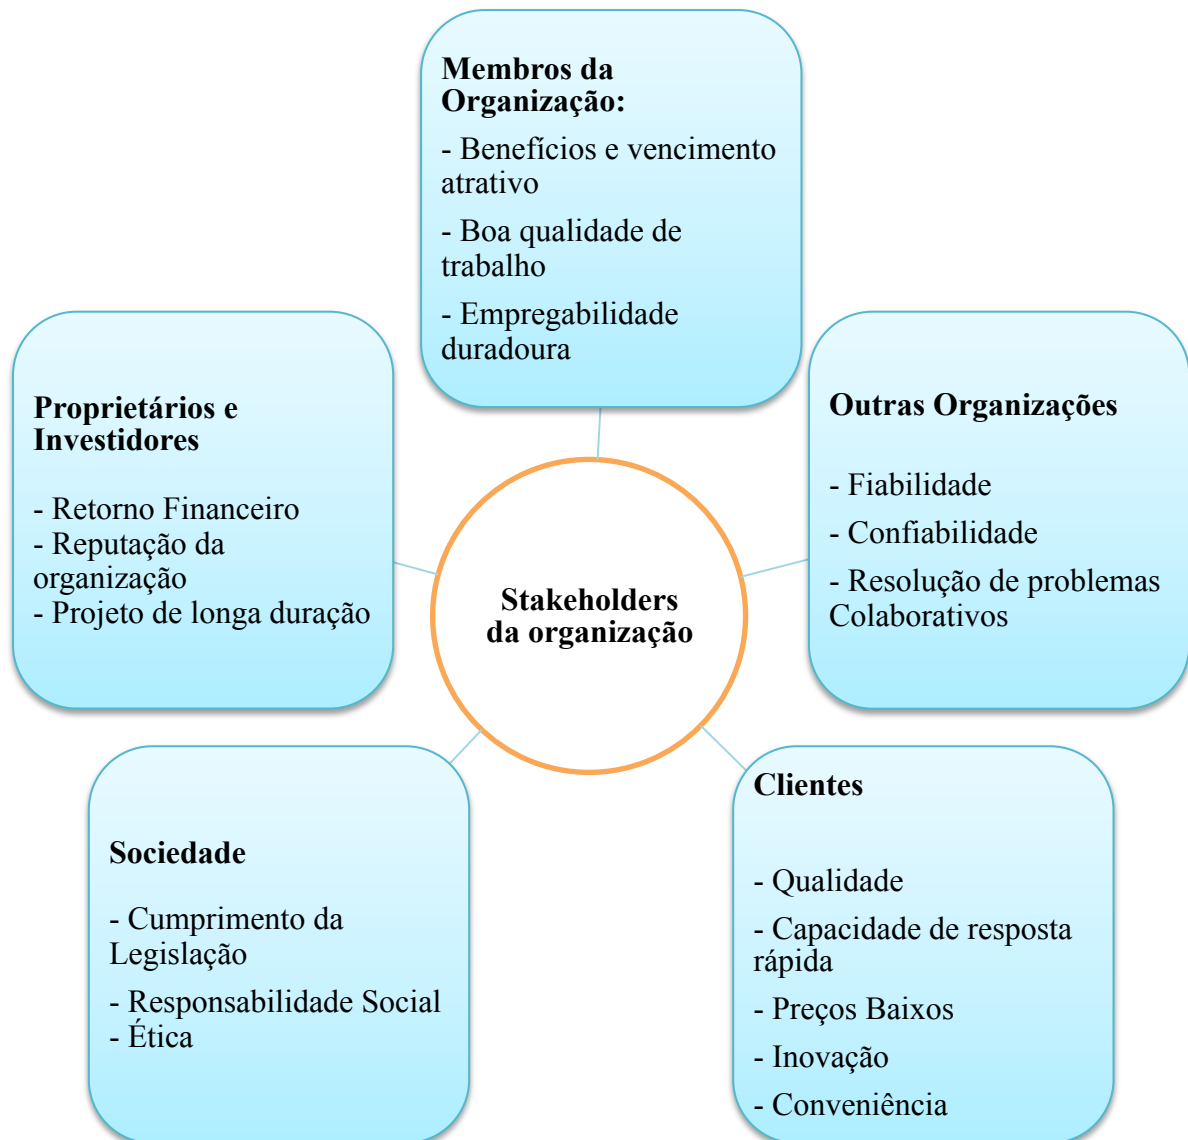 Membros da
Organização:
- Benefícios e vencimento
atrativo
- Boa qualidade de
trabalho
- Empregabilidade
duradoura
Proprietários e
Investidores
- Retorno Financeiro
- Reputação da
organização
- Projeto de longa duração
Outras Organizações
- Fiabilidade
- Confiabilidade
- Resolução de problemas
Colaborativos
Stakeholders
da organização
Sociedade
- Cumprimento da
Legislação
- Responsabilidade Social
- Ética
Clientes
- Qualidade
- Capacidade de resposta
rápida
- Preços Baixos
- Inovação
- Conveniência